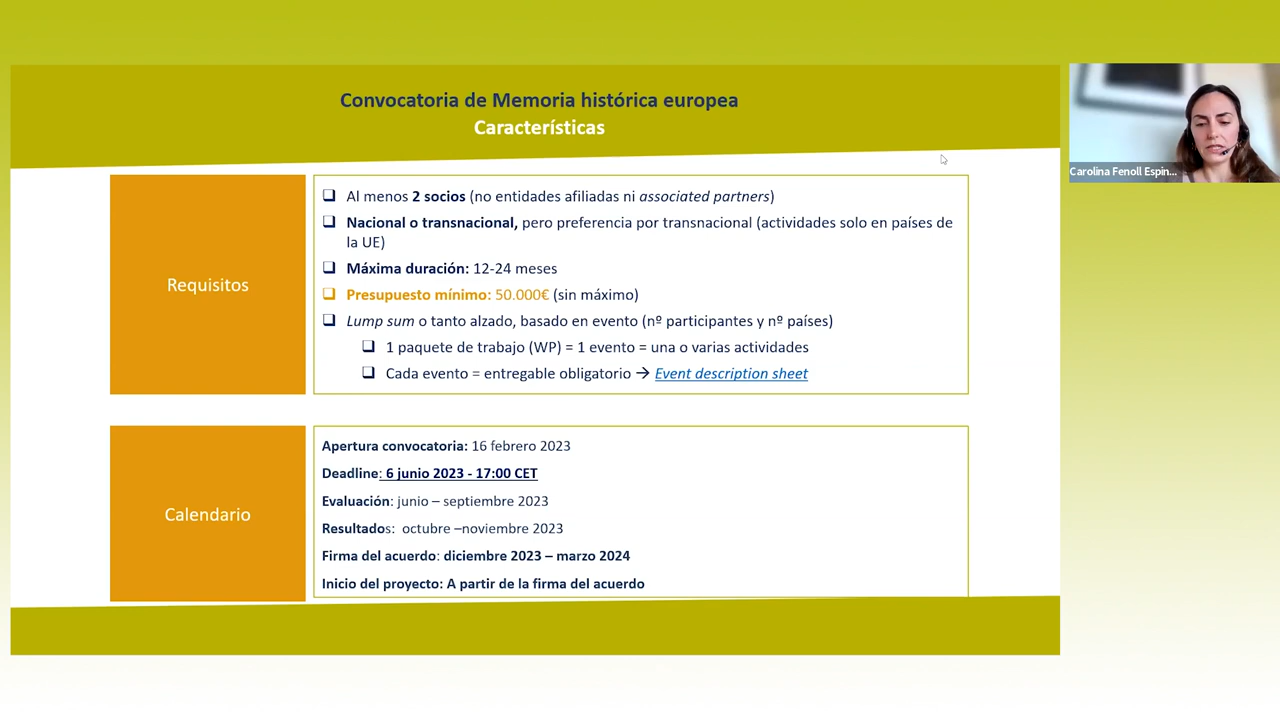 Convocatoria de Memoria histórica europea
Características
Carolina Fenoll Espin...
Requisitos
❑ Al menos 2 socios (no entidades afiliadas ni associated partners)
❑ Nacional o transnacional, pero preferencia por transnacional (actividades solo en países de
la UE)
❑ Máxima duración: 12-24 meses
❑ Presupuesto mínimo: 50.000€ (sin máximo)
❑ Lump sum o tanto alzado, basado en evento (nº participantes y nº países)
❑ 1 paquete de trabajo (WP) = 1 evento = una o varias actividades
❑ Cada evento = entregable obligatorio → Event description sheet
Calendario
Apertura convocatoria: 16 febrero 2023
Deadline: 6 junio 2023 - 17:00 CET
Evaluación: junio – septiembre 2023
Resultados: octubre –noviembre 2023
Firma del acuerdo: diciembre 2023 – marzo 2024
Inicio del proyecto: A partir de la firma del acuerdo